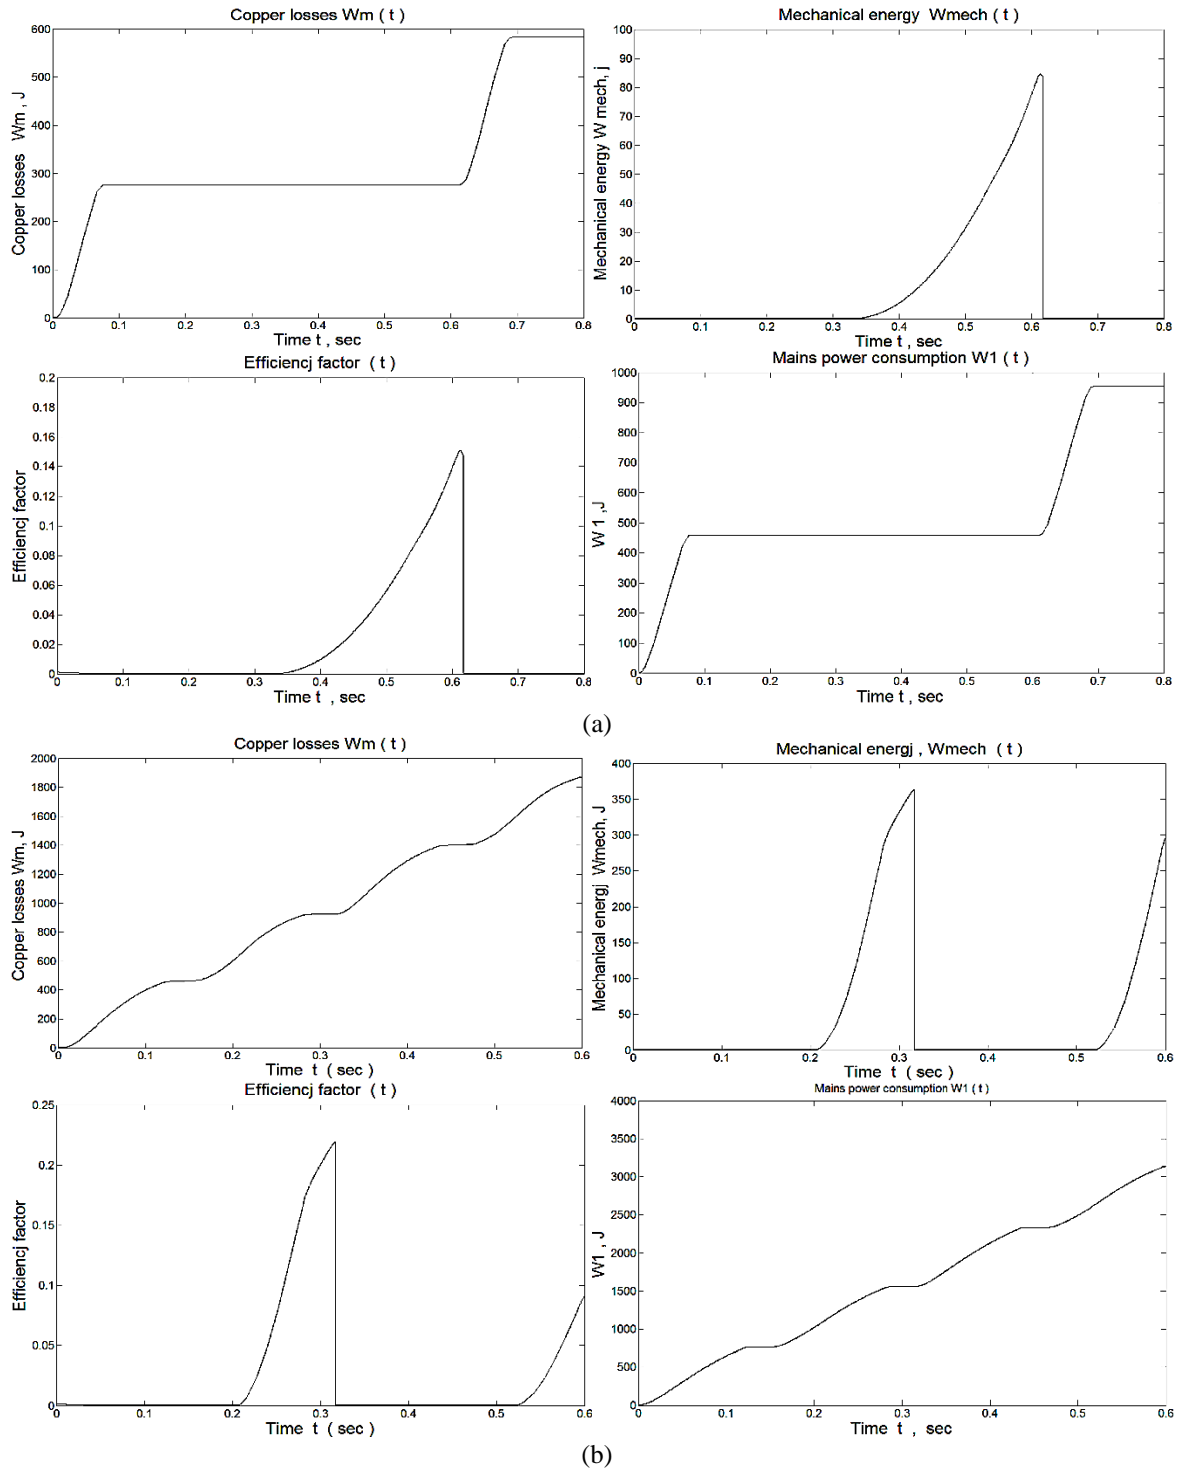 Copper losses Wm ( t )
Copper losses Wm , J
600
500
400
300
200
100
0
0 0.1 0.2 0.3 0.4 0.5 0.6 0.7 0.8
Time t , sec
Mechanical energy Wmech ( t )
Mechanical energy W mech, j
100
90
80
70
60
50
40
30
20
10
0
0 0.1 0.2 0.3 0.4 0.5 0.6 0.7 0.8
Time t , sec
Efficiencj factor ( t )
Efficiencj factor
0.2
0.18
0.16
0.14
0.12
0.1
0.08
0.06
0.04
0.02
0
0 0.1 0.2 0.3 0.4 0.5 0.6 0.7 0.8
Time t , sec
Mains power consumption W1 ( t )
W 1 ,J
1000
900
800
700
600
500
400
300
200
100
0
0 0.1 0.2 0.3 0.4 0.5 0.6 0.7 0.8
Time t , sec
(a)
Copper losses Wm ( t )
Copper losses Wm, J
2000
1800
1600
1400
1200
1000
800
600
400
200
0
0 0.1 0.2 0.3 0.4 0.5 0.6
Time t ( sec )
Mechanical energj , Wmech ( t )
Mechanical energj Wmech, J
400
350
300
250
200
150
100
50
0
0 0.1 0.2 0.3 0.4 0.5 0.6
Time t ( sec )
Efficiencj factor ( t )
Efficiencj factor
0.25
0.2
0.15
0.1
0.05
0
0 0.1 0.2 0.3 0.4 0.5 0.6
Time t ( sec )
Mains power consumption W1 ( t )
W1 , J
4000
3500
3000
2500
2000
1500
1000
500
0
0 0.1 0.2 0.3 0.4 0.5 0.6
Time t , sec
(b)